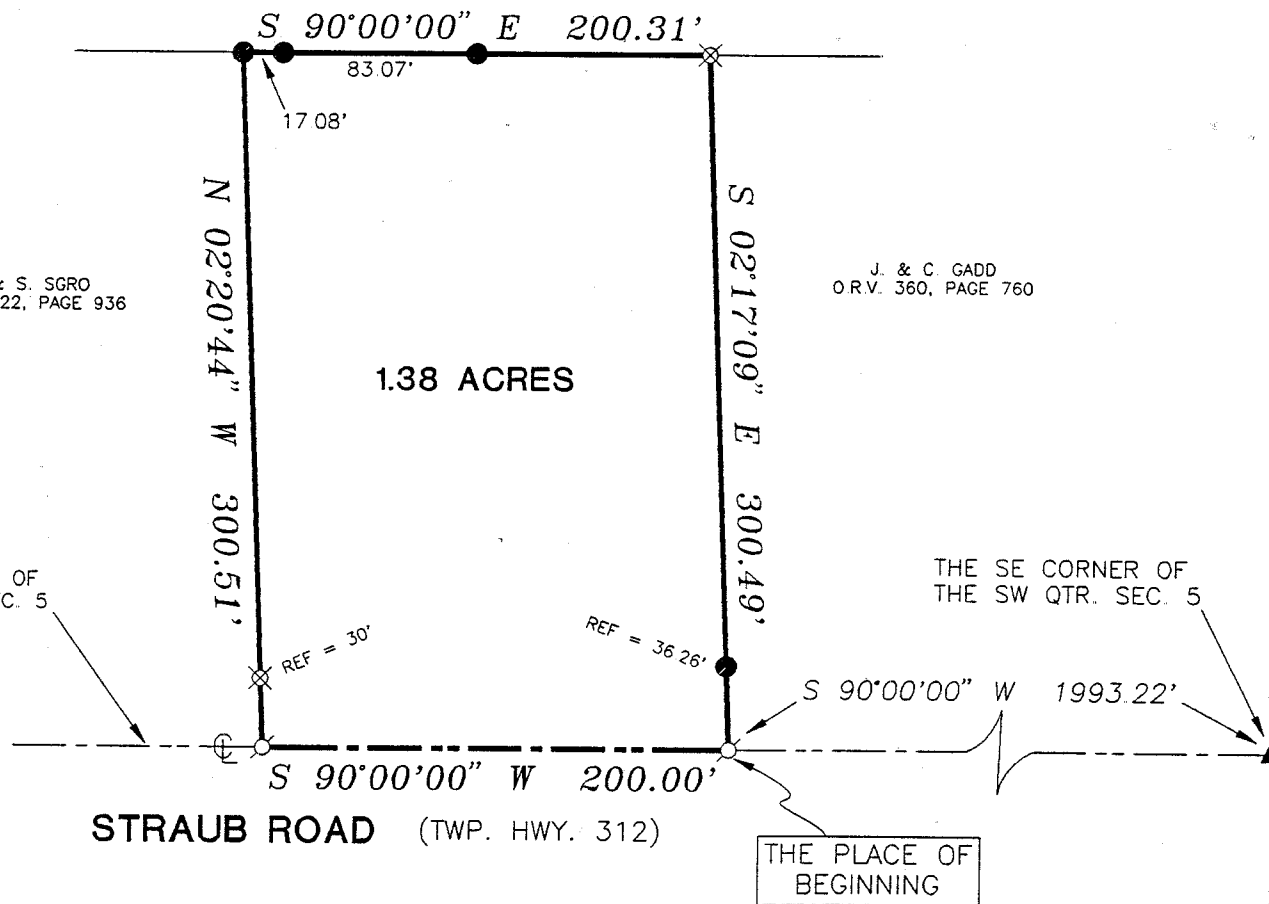 S 90°00'00" E 200.31'
83.07'
17.08'
N 02°20'44" W 300.51'
S 02°17'09" E 300.49'
& S. SGRO
22, PAGE 936
J. & C. GADD
O.R.V. 360, PAGE 760
1.38 ACRES
OF
C. 5
THE SE CORNER OF
THE SW QTR. SEC. 5
REF = 30'
REF = 36.26'
S 90°00'00" W 1993.22'
S 90°00'00" W 200.00'
STRAUB ROAD (TWP. HWY. 312)
THE PLACE OF
BEGINNING